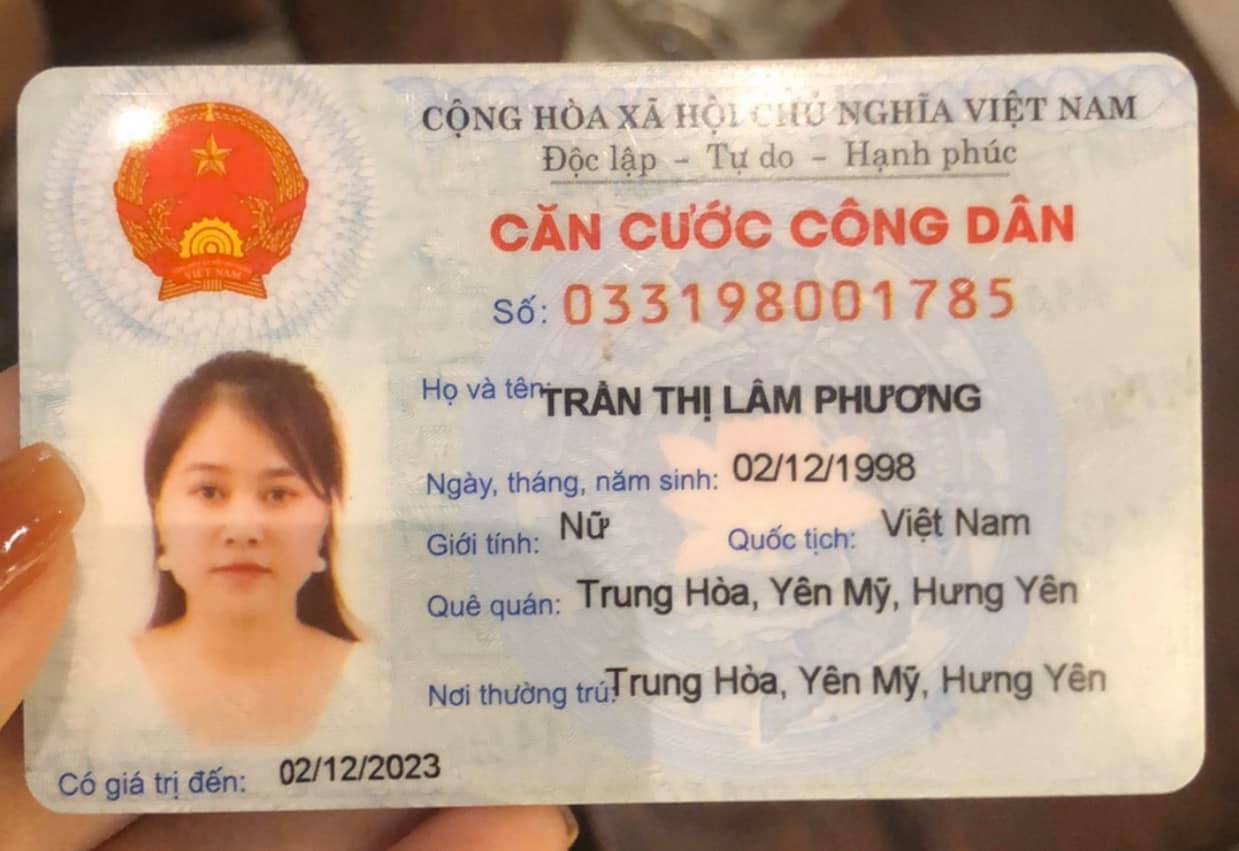 CỘNG HÒA XÃ HỘI CHỦ NGHĨA VIỆT NAM
Độc lập - Tự do - Hạnh phúc
CĂN CƯỚC CÔNG DÂN
Số: 033198001785
Họ và tên: TRẦN THỊ LÂM PHƯƠNG
Ngày, tháng, năm sinh: 02/12/1998
Giới tính: Nữ Quốc tịch: Việt Nam
Quê quán: Trung Hòa, Yên Mỹ, Hưng Yên
Nơi thường trú: Trung Hòa, Yên Mỹ, Hưng Yên
Có giá trị đến: 02/12/2023
VIỆT NAM